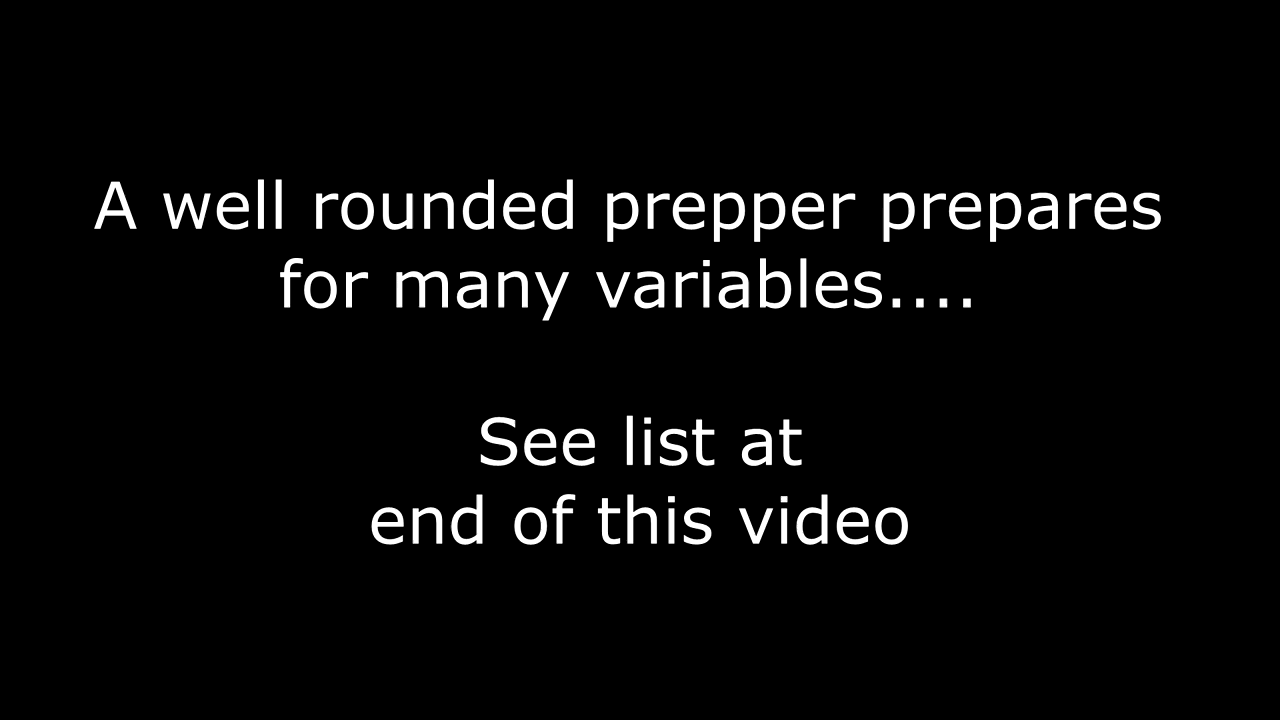 A well rounded prepper prepares
for many variables....
See list at
end of this video